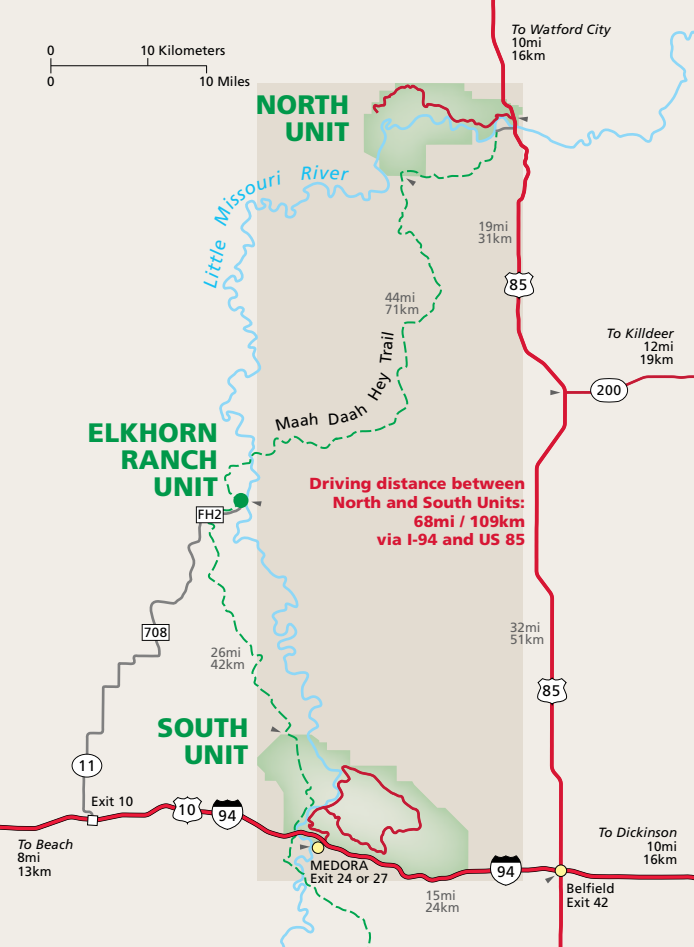 To Watford City
10mi
16km
0 10 Kilometers
0 10 Miles
NORTH
UNIT
Little Missouri River
19mi
31km
85
44mi
71km
To Killdeer
12mi
19km
200
Maah Daah Hey Trail
ELKHORN
RANCH
UNIT
FH2
Driving distance between
North and South Units:
68mi / 109km
via I-94 and US 85
708
26mi
42km
32mi
51km
85
SOUTH
UNIT
11
Exit 10
10
94
To Beach
8mi
13km
MEDORA
Exit 24 or 27
15mi
24km
94
To Dickinson
10mi
16km
Belfield
Exit 42